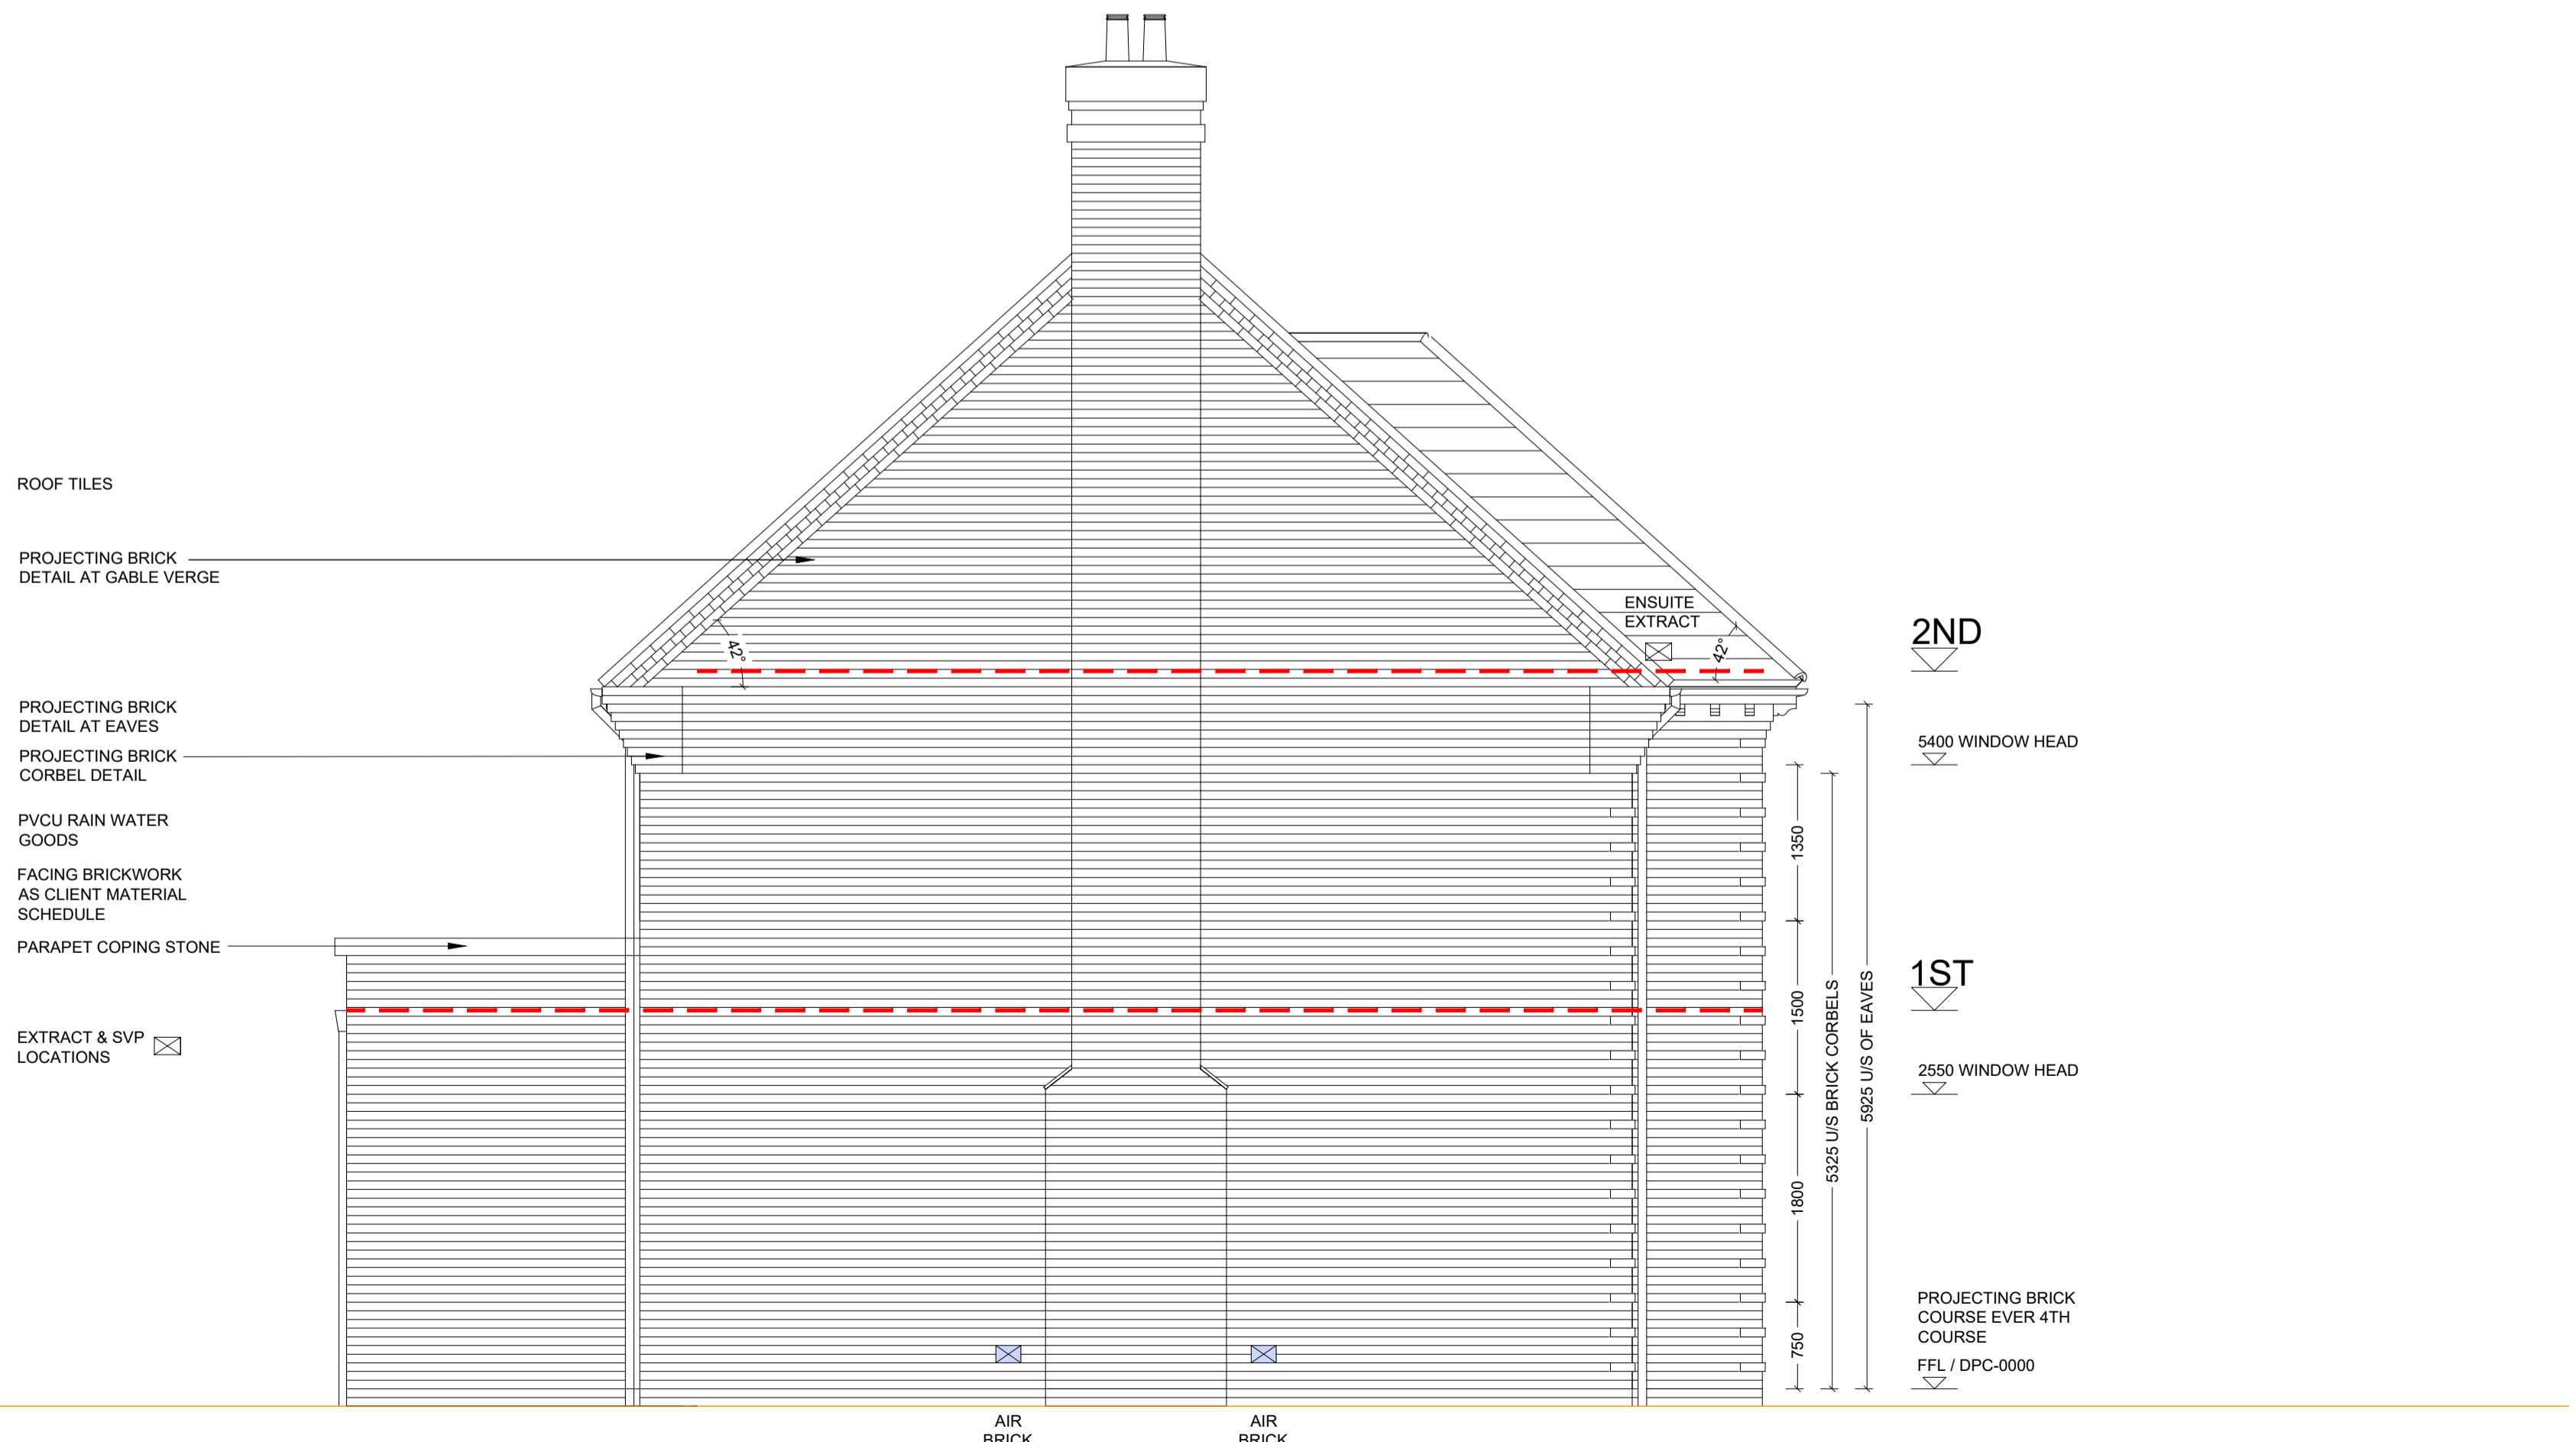 ROOF TILES
PROJECTING BRICK
DETAIL AT GABLE VERGE
PROJECTING BRICK
DETAIL AT EAVES
PROJECTING BRICK
CORBEL DETAIL
PVCU RAIN WATER
GOODS
FACING BRICKWORK
AS CLIENT MATERIAL
SCHEDULE
PARAPET COPING STONE
EXTRACT & SVP
LOCATIONS
42°
ENSUITE
EXTRACT
42°
AIR
BRICK
AIR
BRICK
1350
1500
1800
750
5325 U/S BRICK CORBELS
5925 U/S OF EAVES
2ND
5400 WINDOW HEAD
1ST
2550 WINDOW HEAD
PROJECTING BRICK
COURSE EVER 4TH
COURSE
FFL / DPC-0000